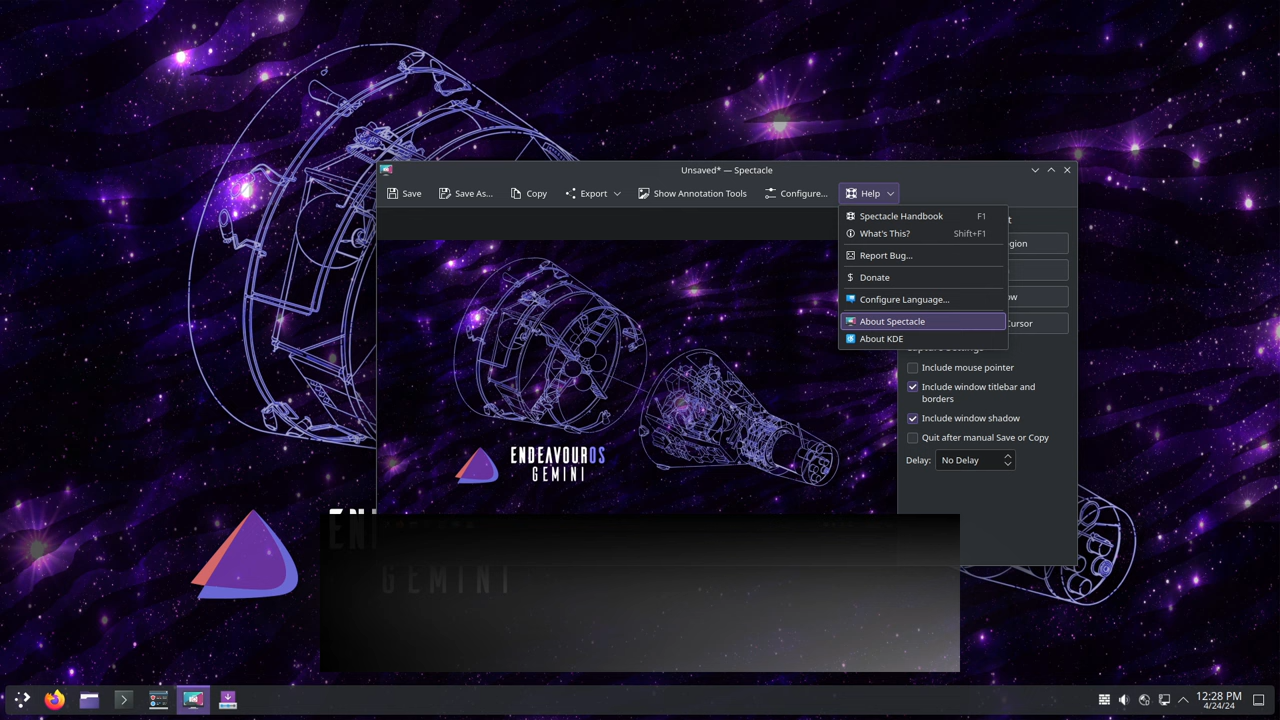 Unsaved* — Spectacle
Save
Save As...
Copy
Export
Show Annotation Tools
Configure...
Help
Spectacle Handbook F1
What's This? Shift+F1
Report Bug...
Donate
Configure Language...
About Spectacle
About KDE
Include mouse pointer
Include window titlebar and
borders
Include window shadow
Quit after manual Save or Copy
Delay: No Delay
ENDEAVOUROS
GEMINI
GEMINI
12:28 PM
4/24/24